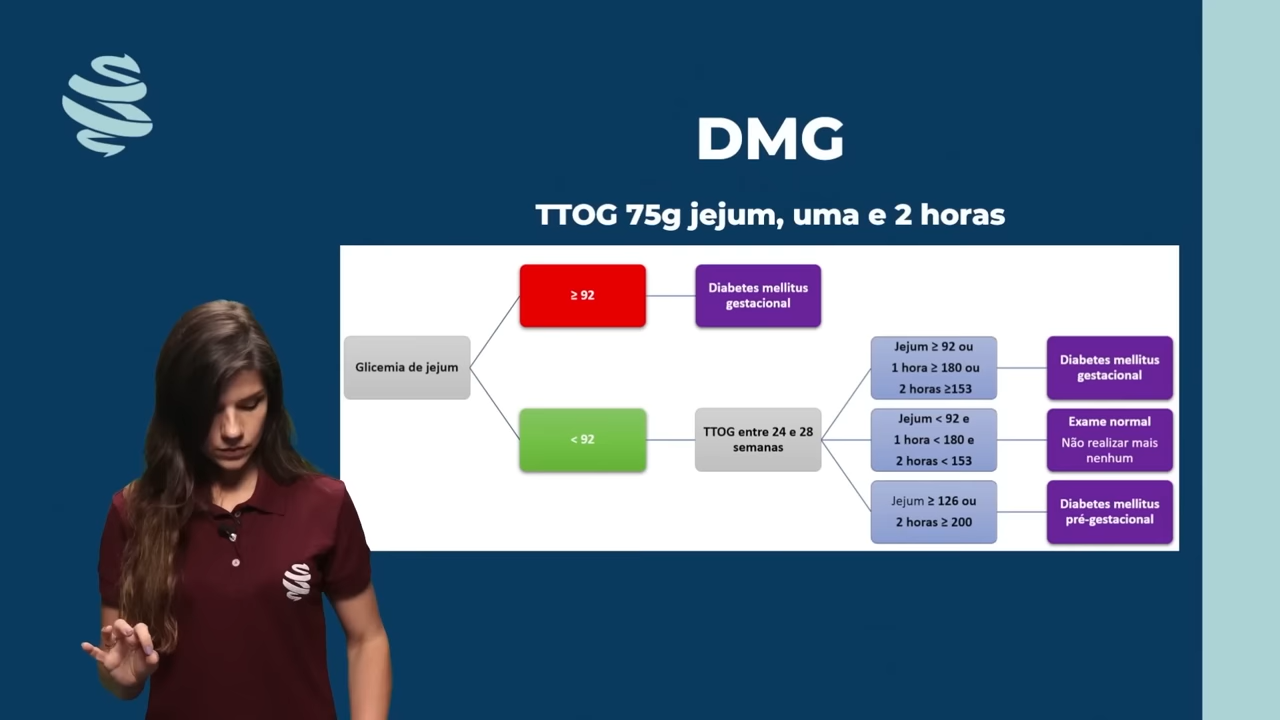 DMG
TTOG 75g jejum, uma e 2 horas
Glicemia de jejum
≥ 92
Diabetes mellitus
gestacional
< 92
TTOG entre 24 e 28
semanas
Jejum ≥ 92 ou
1 hora ≥ 180 ou
2 horas ≥153
Diabetes mellitus
gestacional
Jejum < 92 e
1 hora < 180 e
2 horas < 153
Exame normal
Não realizar mais
nenhum
Jejum ≥ 126 ou
2 horas ≥ 200
Diabetes mellitus
pré-gestacional